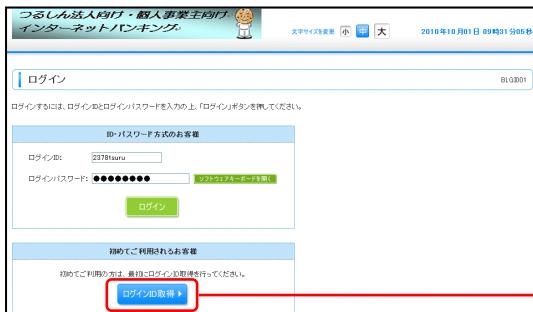 つるしん法人向け・個人事業主向け
インターネットバンキング
文字サイズを変更 小 中 大
2010年10月01日 09時31分05秒
ログイン
BLGI001
ログインするには、ログインIDとログインパスワードを入力の上、「ログイン」ボタンを押してください。
ID・パスワード方式のお客様
ログインID: 2378tsuru
ログインパスワード: ●●●●●●●● ソフトウェアキーボードを開く
ログイン
初めてご利用されるお客様
初めてご利用の方は、最初にログインID取得を行ってください。
ログインID取得